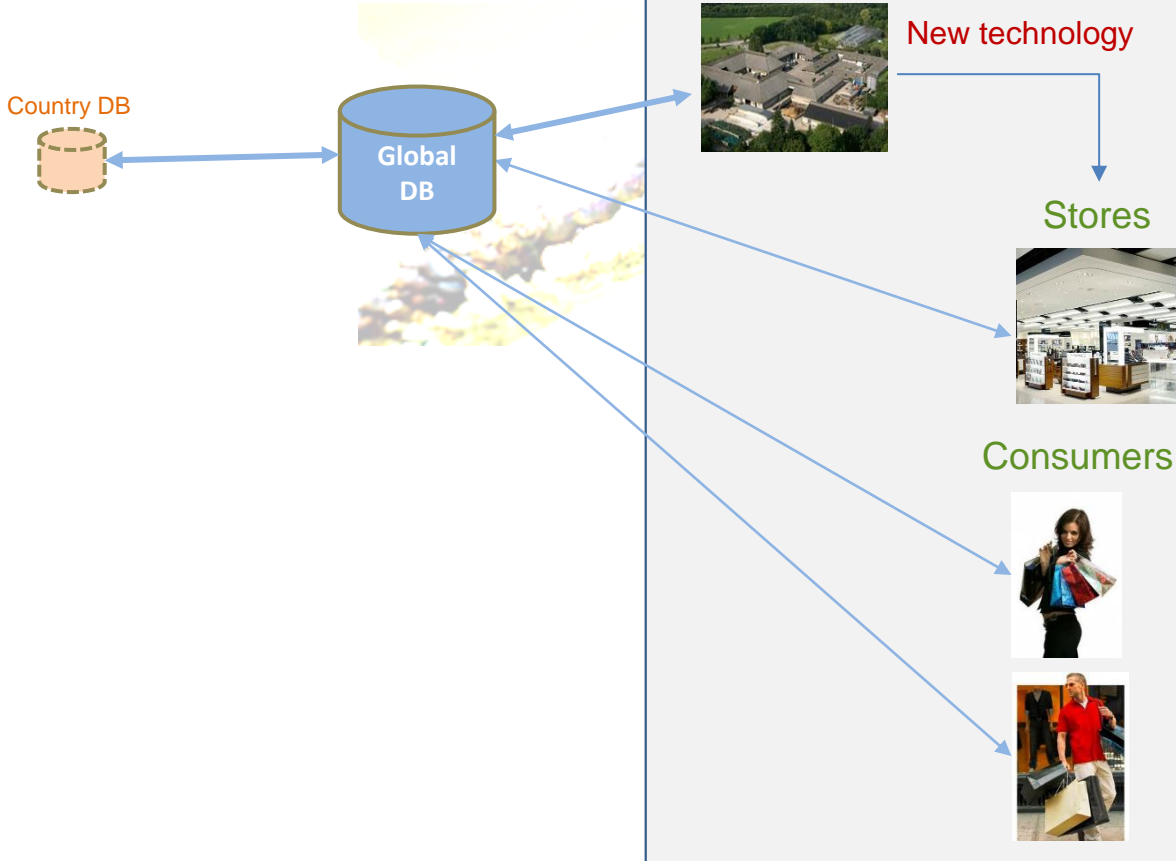 New technology
Country DB
Global
DB
Stores
Consumers